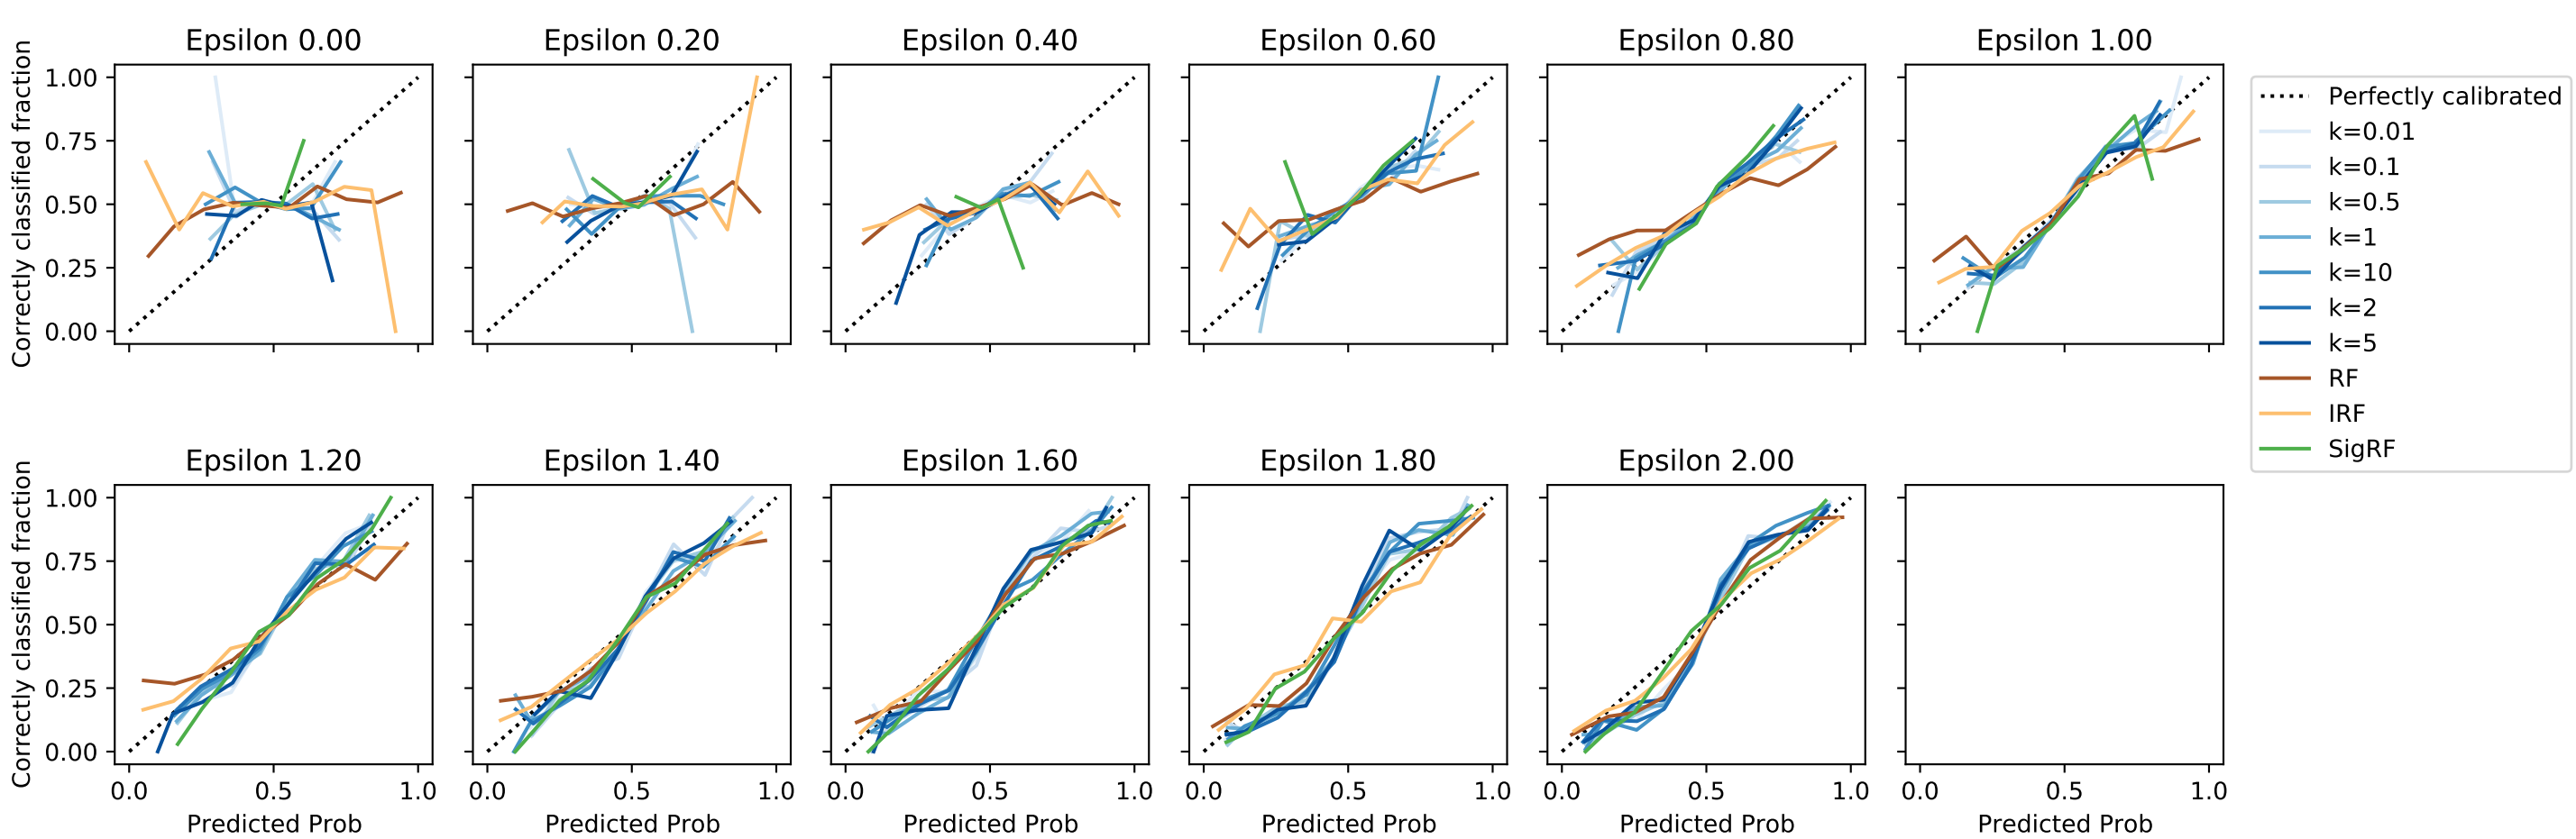 Epsilon 0.00
Epsilon 0.20
Epsilon 0.40
Epsilon 0.60
Epsilon 0.80
Epsilon 1.00
Correctly classified fraction
1.00
0.75
0.50
0.25
0.00
Perfectly calibrated
k=0.01
k=0.1
k=0.5
k=1
k=10
k=2
k=5
RF
IRF
SigRF
Epsilon 1.20
Epsilon 1.40
Epsilon 1.60
Epsilon 1.80
Epsilon 2.00
Correctly classified fraction
1.00
0.75
0.50
0.25
0.00
0.0 0.5 1.0
0.0 0.5 1.0
0.0 0.5 1.0
0.0 0.5 1.0
0.0 0.5 1.0
0.0 0.5 1.0
Predicted Prob
Predicted Prob
Predicted Prob
Predicted Prob
Predicted Prob
Predicted Prob